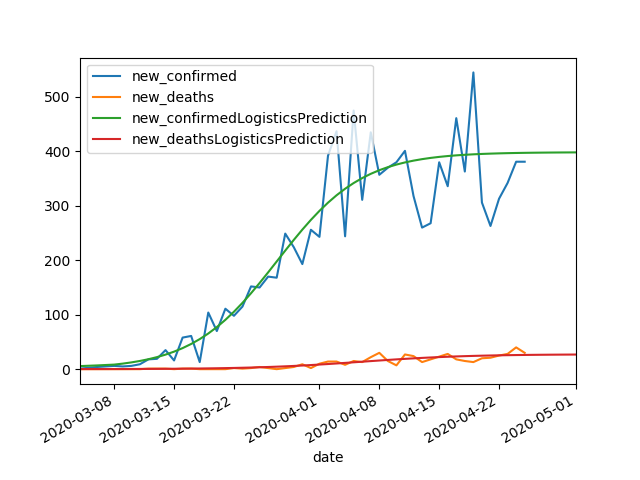 new_confirmed
new_deaths
new_confirmedLogisticsPrediction
new_deathsLogisticsPrediction
500
400
300
200
100
0
2020-03-08
2020-03-15
2020-03-22
2020-04-01
2020-04-08
2020-04-15
2020-04-22
2020-05-01
date